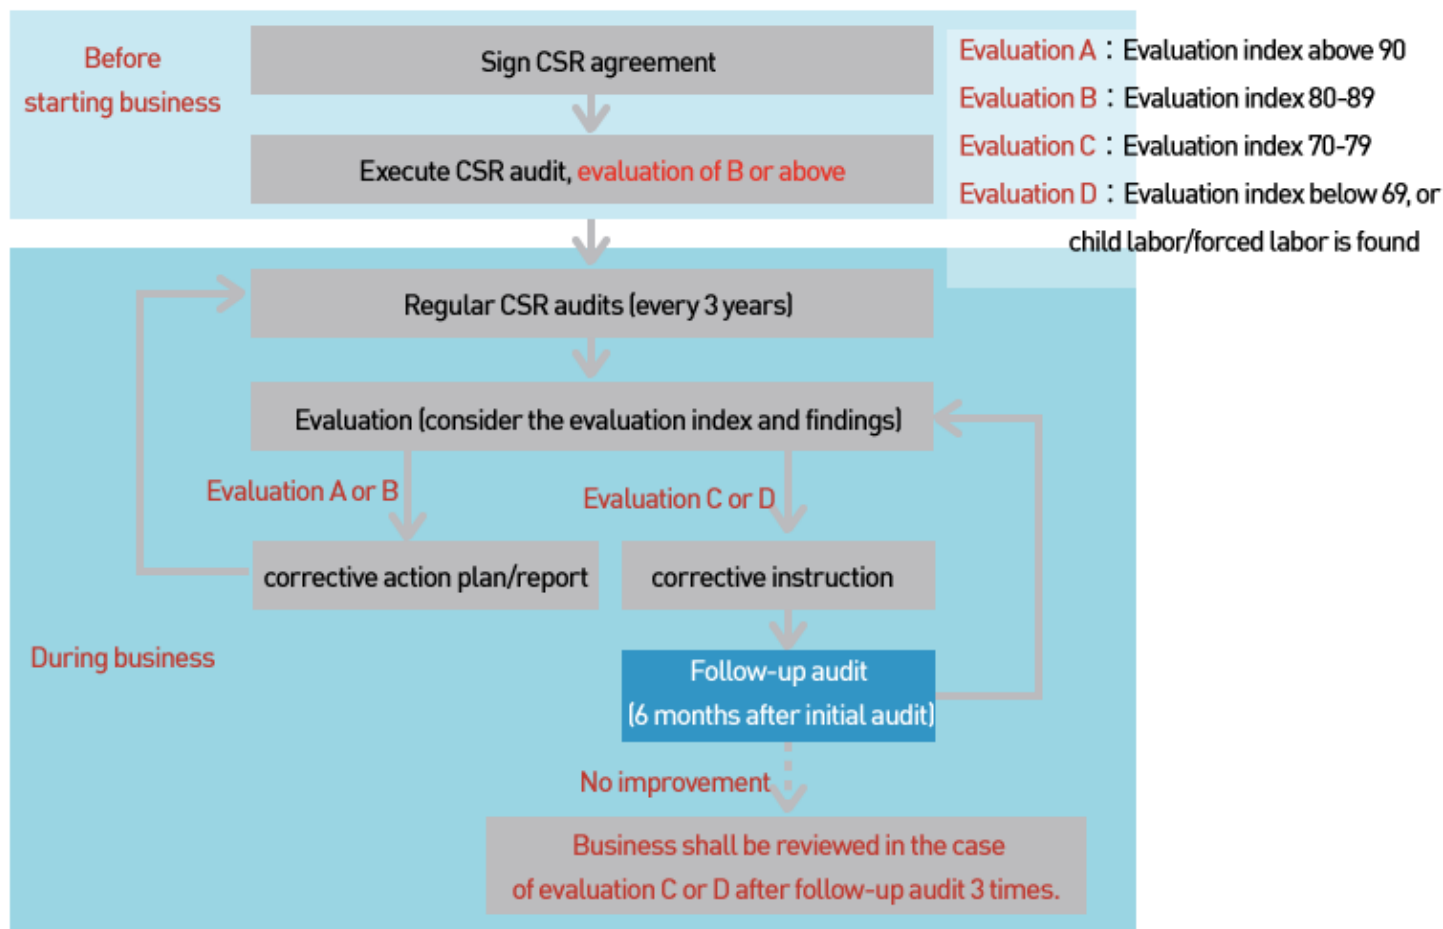 Before
starting business
Sign CSR agreement
Execute CSR audit, evaluation of B or above
Evaluation A : Evaluation index above 90
Evaluation B : Evaluation index 80-89
Evaluation C : Evaluation index 70-79
Evaluation D : Evaluation index below 69, or
child labor/forced labor is found
Regular CSR audits (every 3 years)
Evaluation (consider the evaluation index and findings)
Evaluation A or B
Evaluation C or D
corrective action plan/report
corrective instruction
During business
Follow-up audit
(6 months after initial audit)
No improvement
Business shall be reviewed in the case
of evaluation C or D after follow-up audit 3 times.